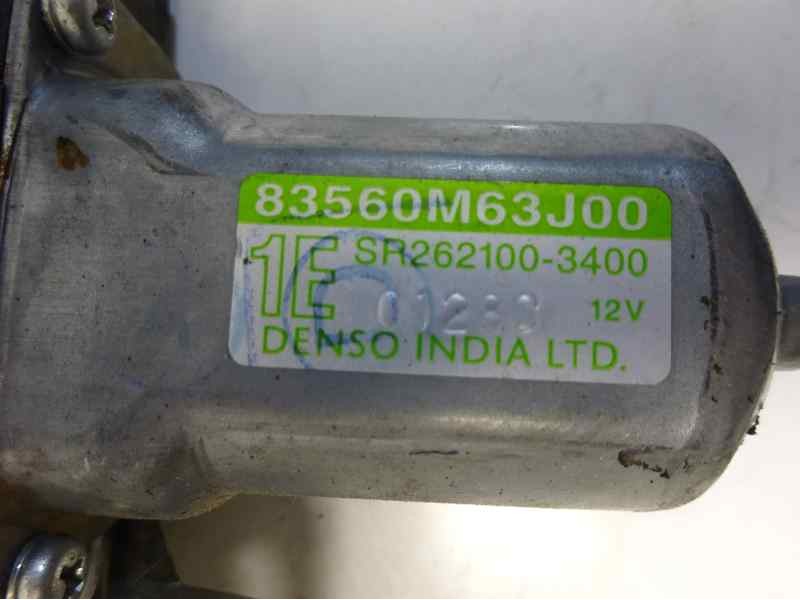 83560M63J00
1E SR262100-3400
12V
DENSO INDIA LTD.